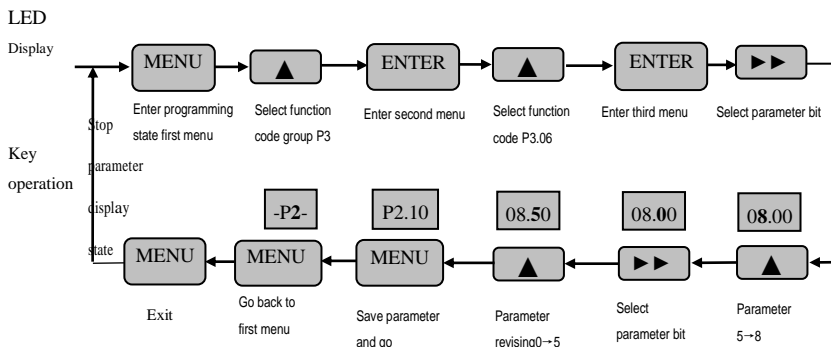 LED
Display
MENU
▲
ENTER
▲
ENTER
►►
Enter programming
state first menu
Select function
code group P3
Enter second menu
Select function
code P3.06
Enter third menu
Select parameter bit
Key
operation
Stop
parameter
display
state
-P2-
P2.10
08.50
08.00
08.00
MENU
MENU
MENU
▲
►►
▲
Exit
Go back to
first menu
Save parameter
and go
Parameter
revising0→5
Select
parameter bit
Parameter
5→8